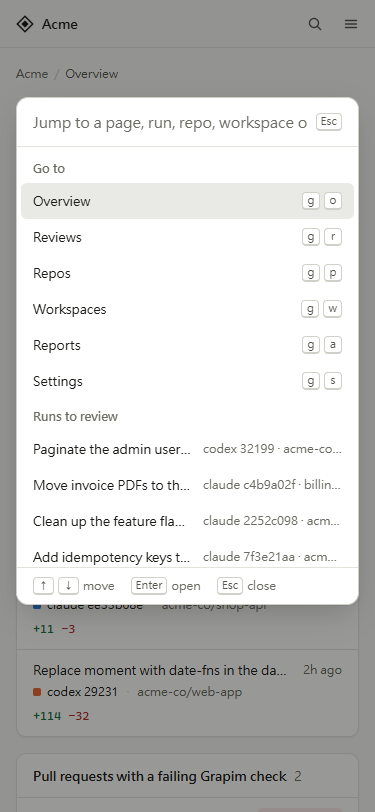 Acme
Acme / Overview
Jump to a page, run, repo, workspace o Esc
Go to
Overview g o
Reviews g r
Repos g p
Workspaces g w
Reports g a
Settings g s
Runs to review
Paginate the admin user... codex 32199 · acme-co...
Move invoice PDFs to th... claude c4b9a02f · billin...
Clean up the feature fla... claude 2252c098 · acm...
Add idempotency keys t... claude 7f3e21aa · acm...
↑ ↓ move Enter open Esc close
claude ee53b08e · acme-co/shop-api
+11 −3
Replace moment with date-fns in the da... 2h ago
codex 29231 · acme-co/web-app
+114 −32
Pull requests with a failing Grapim check 2